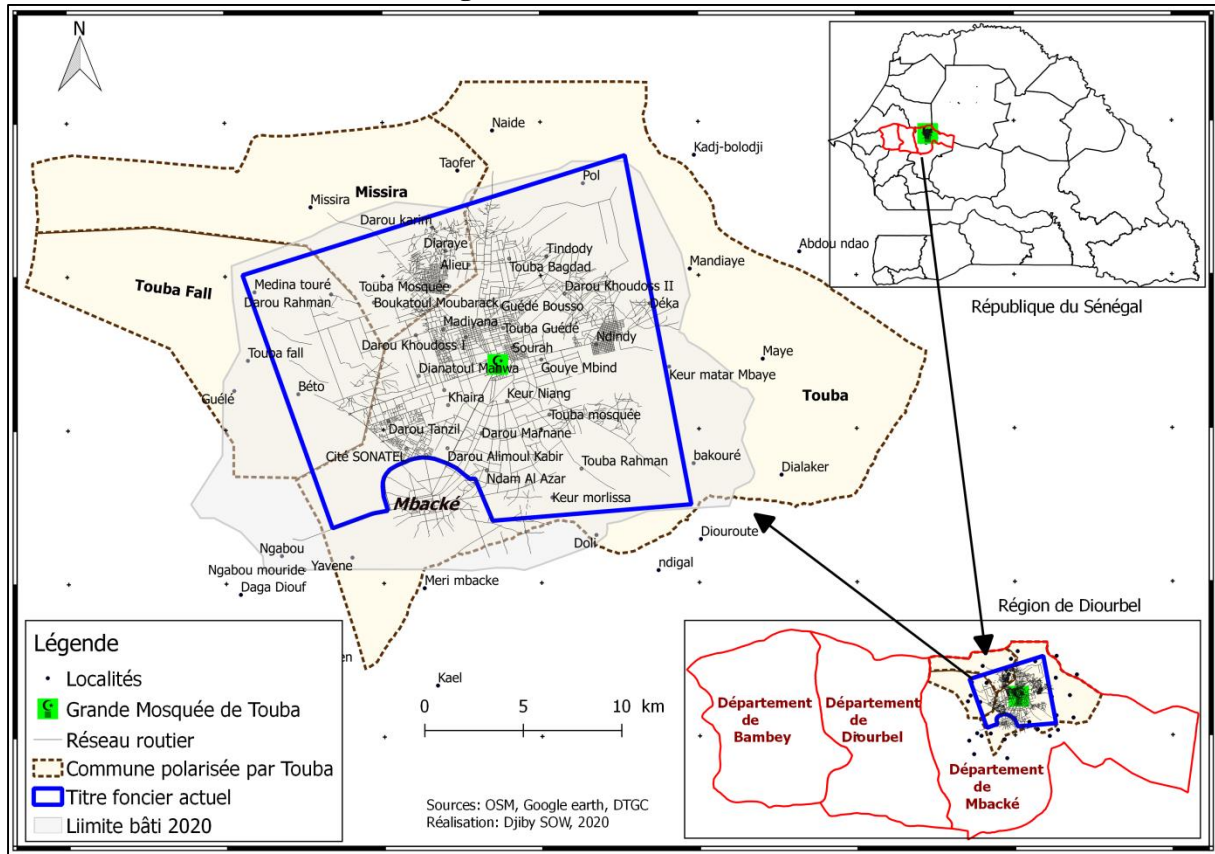 N
Naide
Kadj-bolodji
Taofer
Missira
Pol
Missira
Darou karim
Diaraye
Tindody
Abdou ndao
Alieu
Touba Bagdad
Mandiaye
République du Sénégal
Touba Fall
Medina touré
Touba Mosquée
Darou Khoudoss II
Darou Rahman
Boukatoul Moubarack
Guédé Bousso
Déka
Madiyana
Touba Guédé
Darou Khoudoss I
Sourah
Ndindy
Touba fall
Maye
Dianatoul Mahwa
Gouye Mbind
Keur matar Mbaye
Béto
Guélé
Khaira
Keur Niang
Touba
Touba mosquée
Darou Tanzil
Darou Marnane
Cité SONATEL
Darou Alimoul Kabir
Touba Rahman
bakouré
Dialaker
Ndam Al Azar
Mbacké
Keur morlissa
Ngabou
Doli
Diouroute
Ngabou mouride
Yavene
ndigal
Daga Diouf
Meri mbacke
Région de Diourbel
en
Kael
Légende
Localités
Grande Mosquée de Touba
Réseau routier
Commune polarisée par Touba
Titre foncier actuel
Liimite bâti 2020
0 5 10 km
Sources: OSM, Google earth, DTGC
Réalisation: Djiby SOW, 2020
Département
de
Bambey
Département
de
Diourbel
Département
de
Mbacké